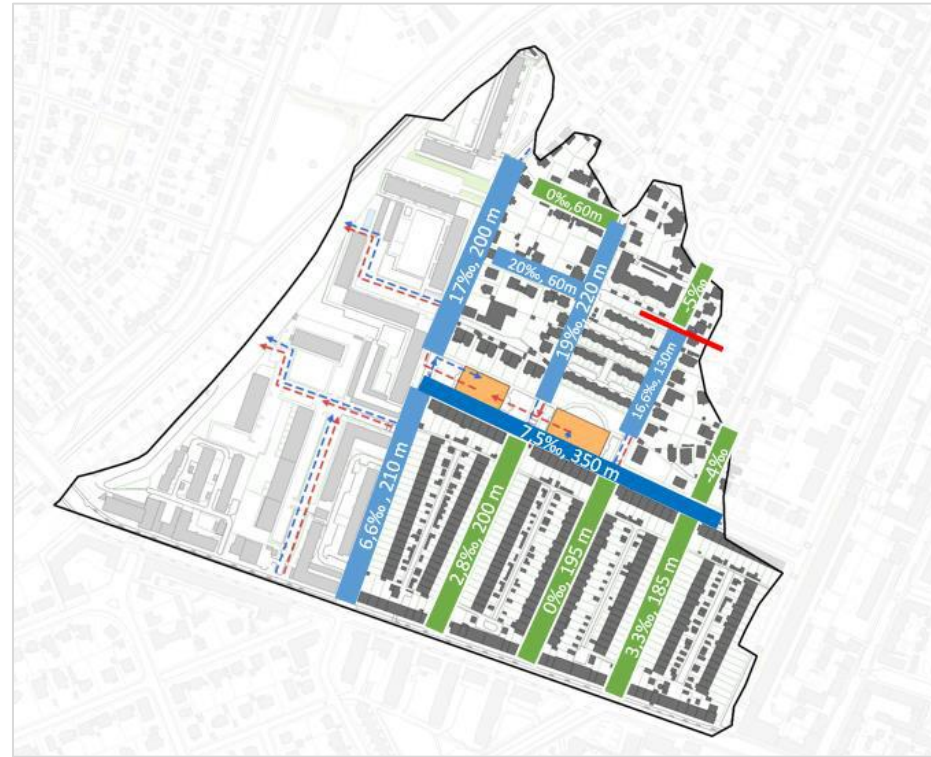 0‰,60m
17‰, 200 m
20‰, 60m
19‰, 220 m
-5‰
16,6‰, 130m
7,5‰, 350 m
-4‰
6,6‰, 210 m
2,8‰, 200 m
0‰, 195 m
3,3‰, 185 m